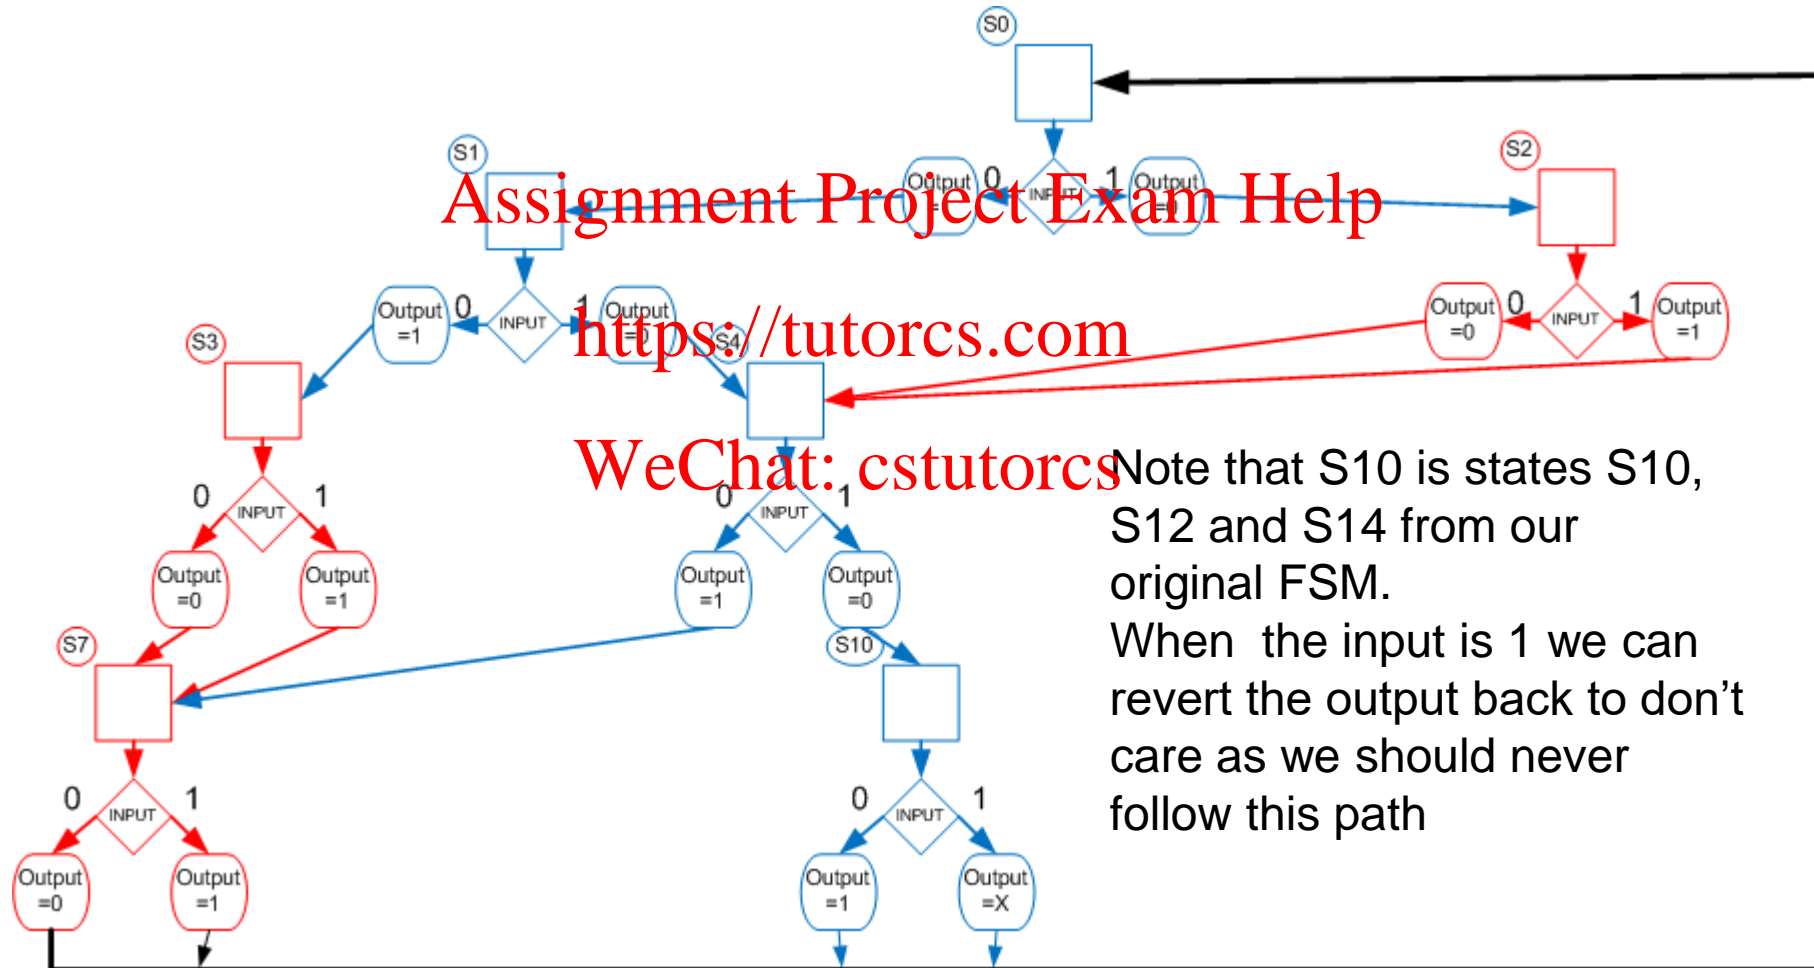 S0
S1
S2
Output
=
0
INPUT
1
Output
=0
Assignment Project Exam Help
Output
=1
0
INPUT
1
Output
=0
Output
=0
0
INPUT
1
Output
=1
https://tutorcs.com
S3
S4
WeChat: cstutorcs
0
INPUT
1
0
INPUT
1
Output
=0
Output
=1
Output
=1
Output
=0
Note that S10 is states S10,
S12 and S14 from our
original FSM.
When the input is 1 we can
revert the output back to don’t
care as we should never
follow this path
S7
S10
0
INPUT
1
0
INPUT
1
Output
=0
Output
=1
Output
=1
Output
=X